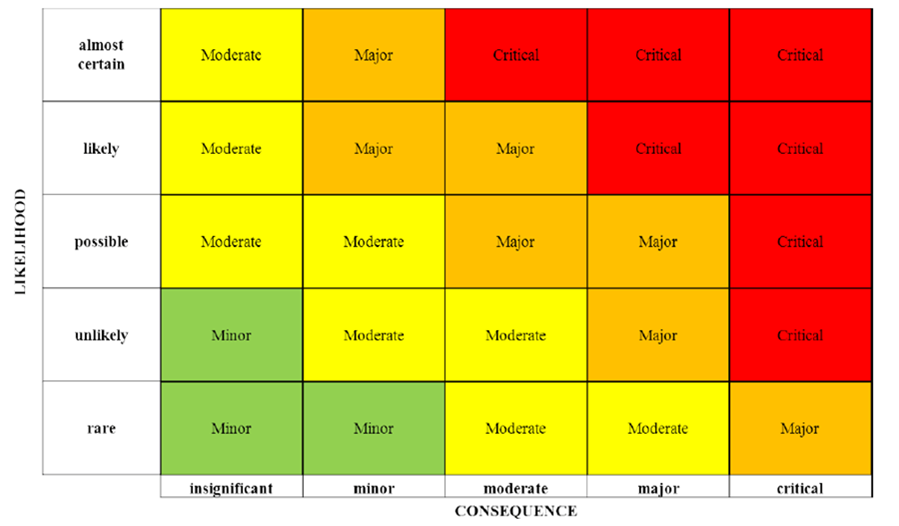 almost
certain
Moderate Major Critical Critical Critical
likely Moderate Major Major Critical Critical
LIKELIHOOD
possible Moderate Moderate Major Major Critical
unlikely Minor Moderate Moderate Major Critical
rare Minor Minor Moderate Moderate Major
insignificant minor moderate major critical
CONSEQUENCE